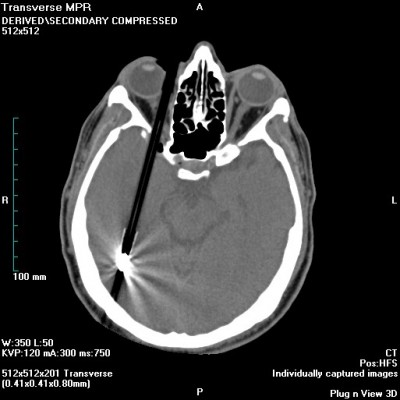 Transverse MPR
DERIVED\SECONDARY COMPRESSED
512x512
A
R
L
100 mm
W:350 L:50
KVP:120 mA:300 ms:750
512x512x201 Transverse
(0.41x0.41x0.80mm)
P
CT
Pos:HFS
Individually captured images
Plug n View 3D